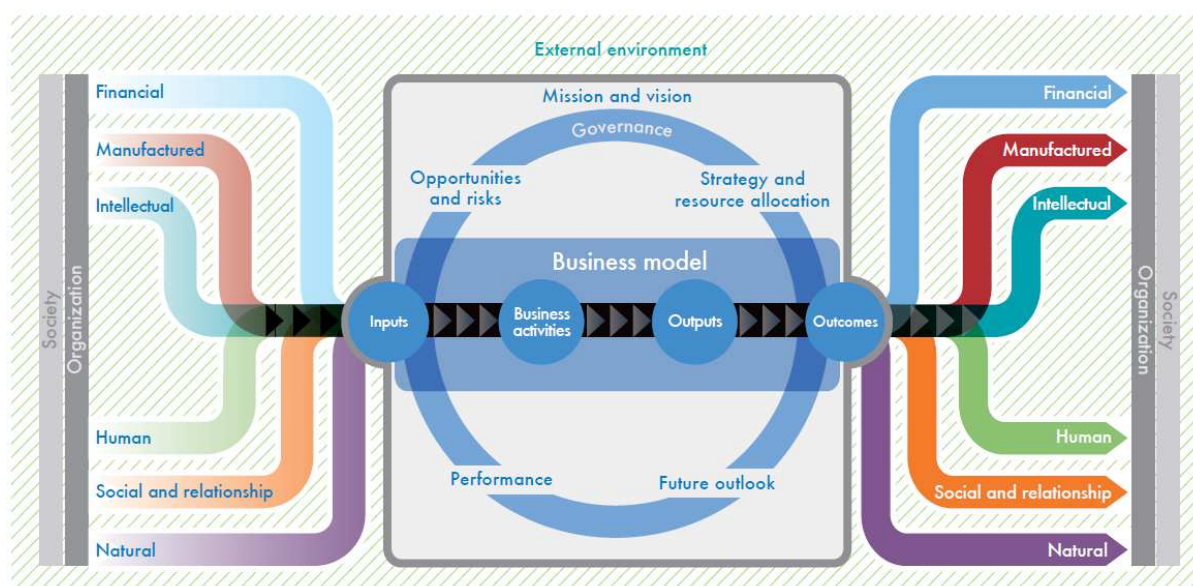 External environment
Society
Organization
Financial
Manufactured
Intellectual
Human
Social and relationship
Natural
Mission and vision
Governance
Opportunities
and risks
Strategy and
resource allocation
Business model
Inputs
Business
activities
Outputs
Outcomes
Performance
Future outlook
Financial
Manufactured
Intellectual
Human
Social and relationship
Natural
Organization
Society